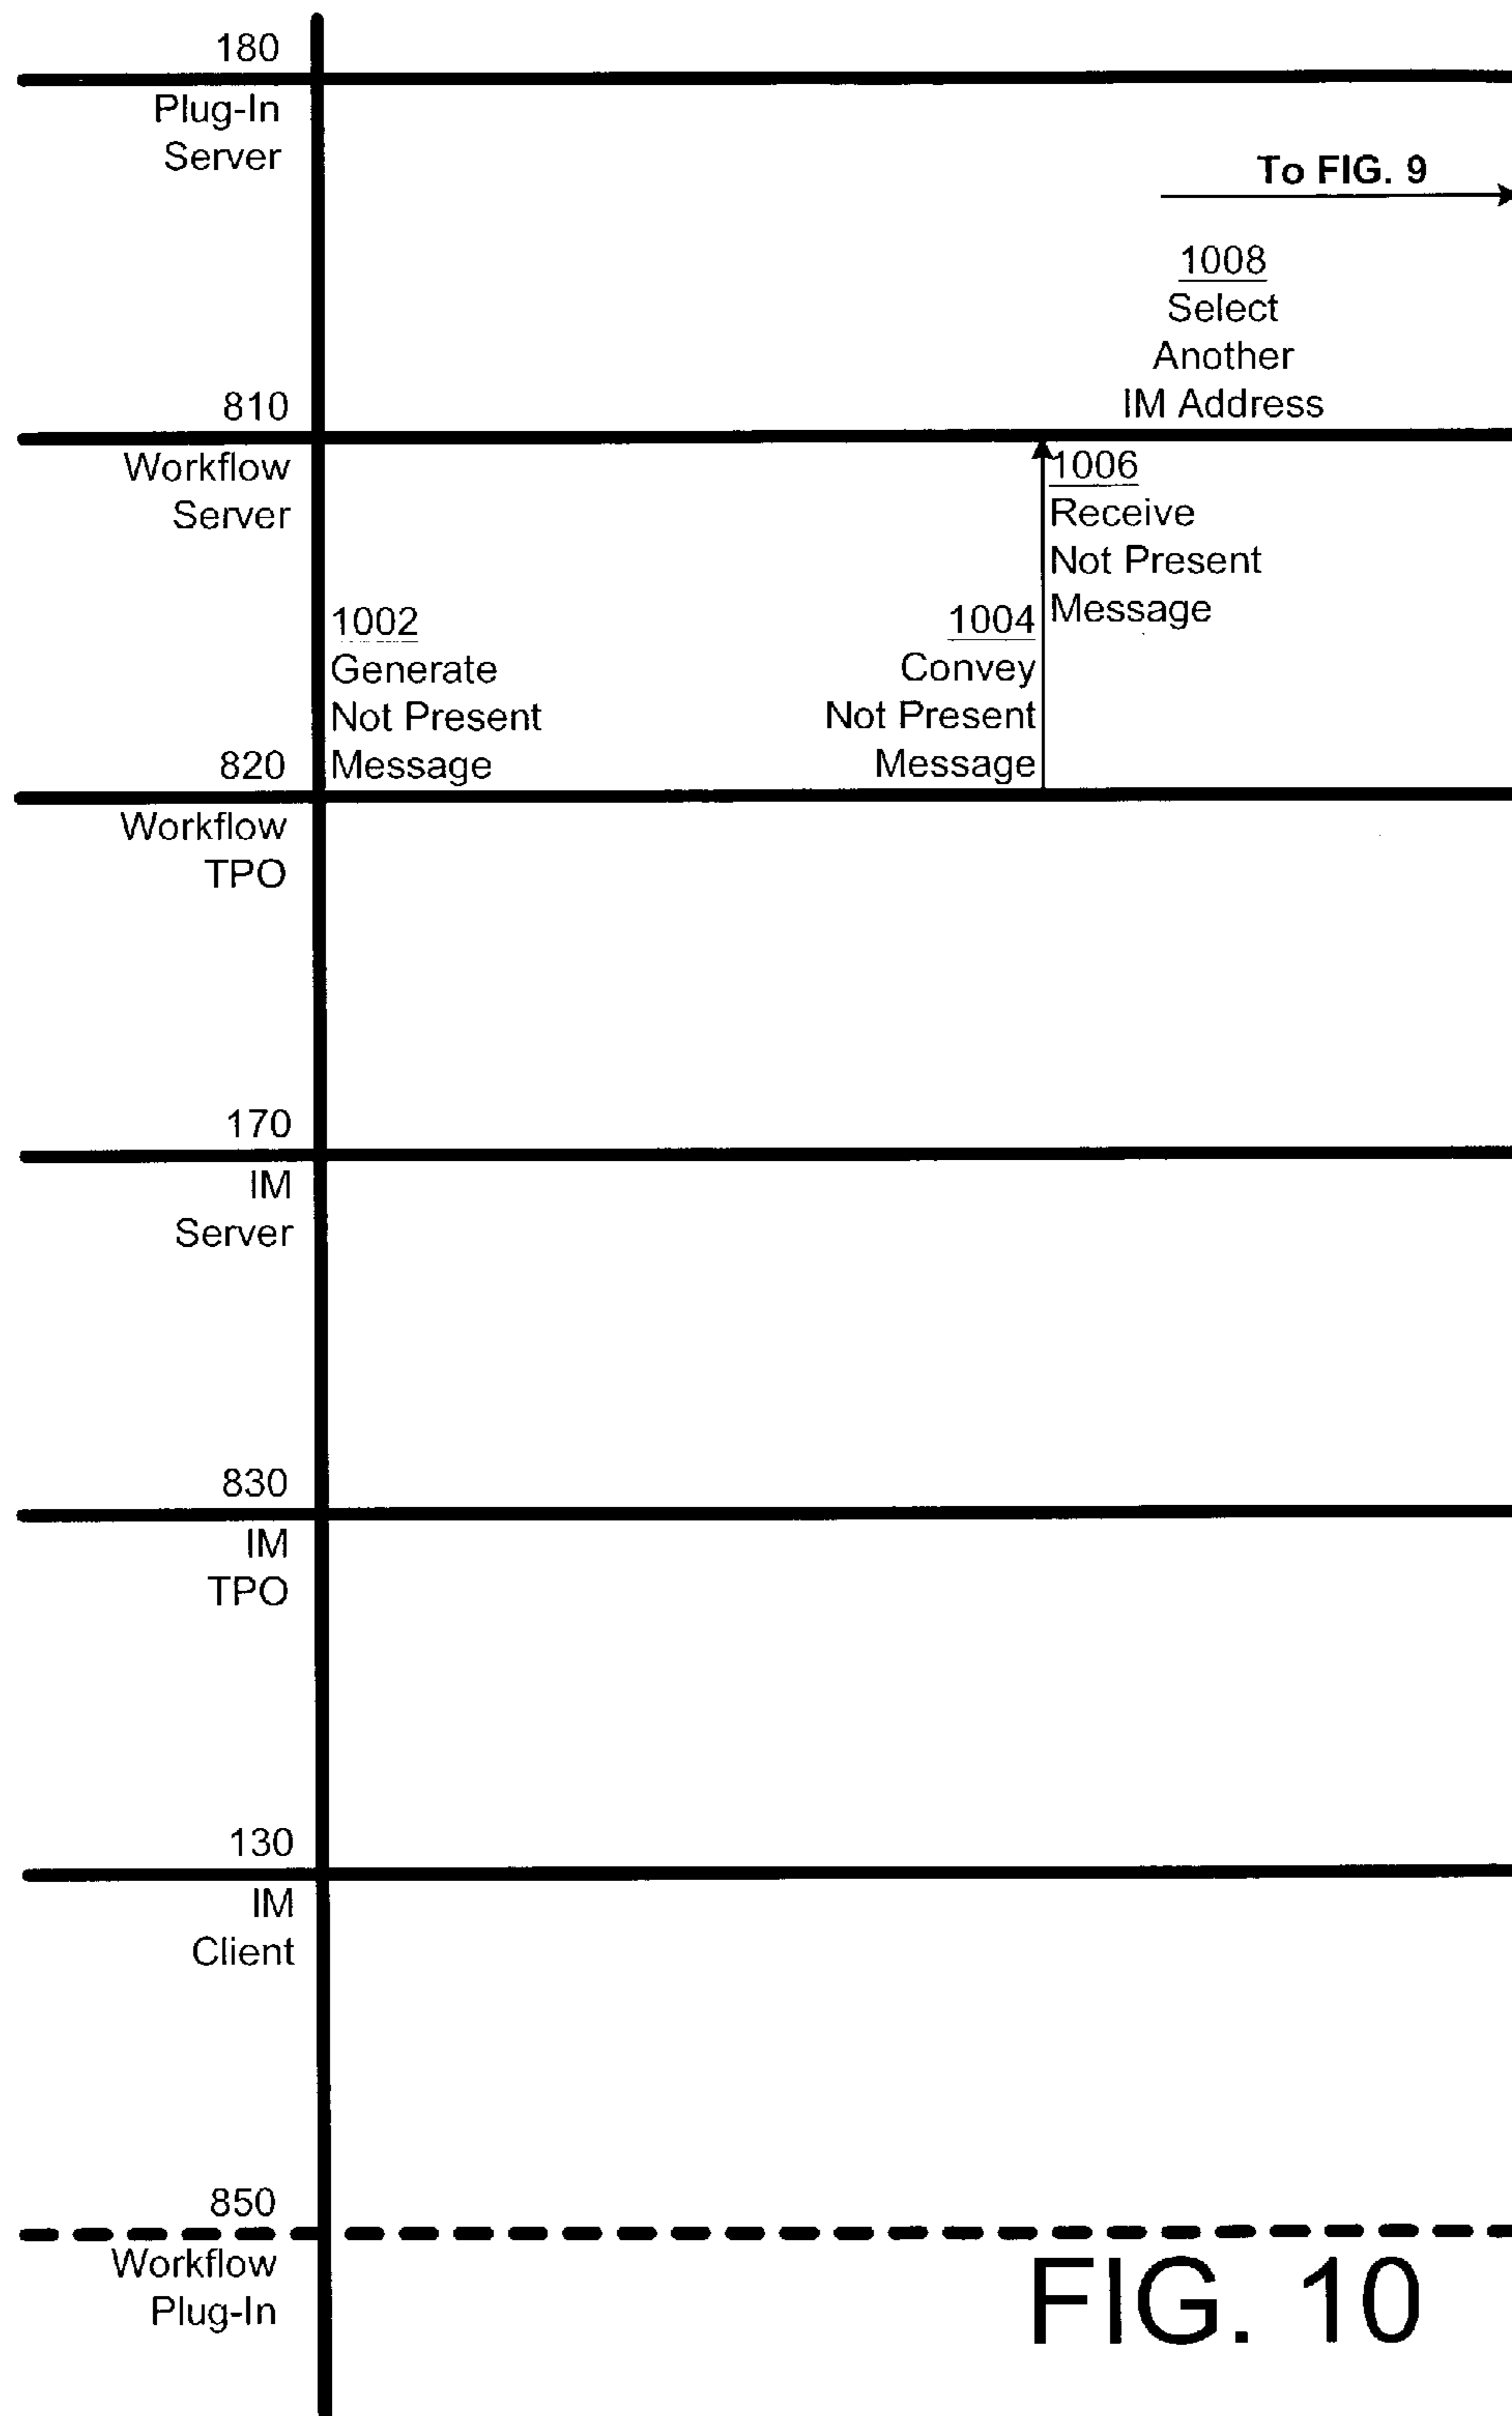 180
Plug-In
Server
To FIG. 9
1008
Select
Another
IM Address
810
Workflow
Server
1006
Receive
Not Present
Message
1002
Generate
Not Present
Message
1004
Convey
Not Present
Message
820
Workflow
TPO
170
IM
Server
830
IM
TPO
130
IM
Client
850
Workflow
Plug-In
FIG. 10